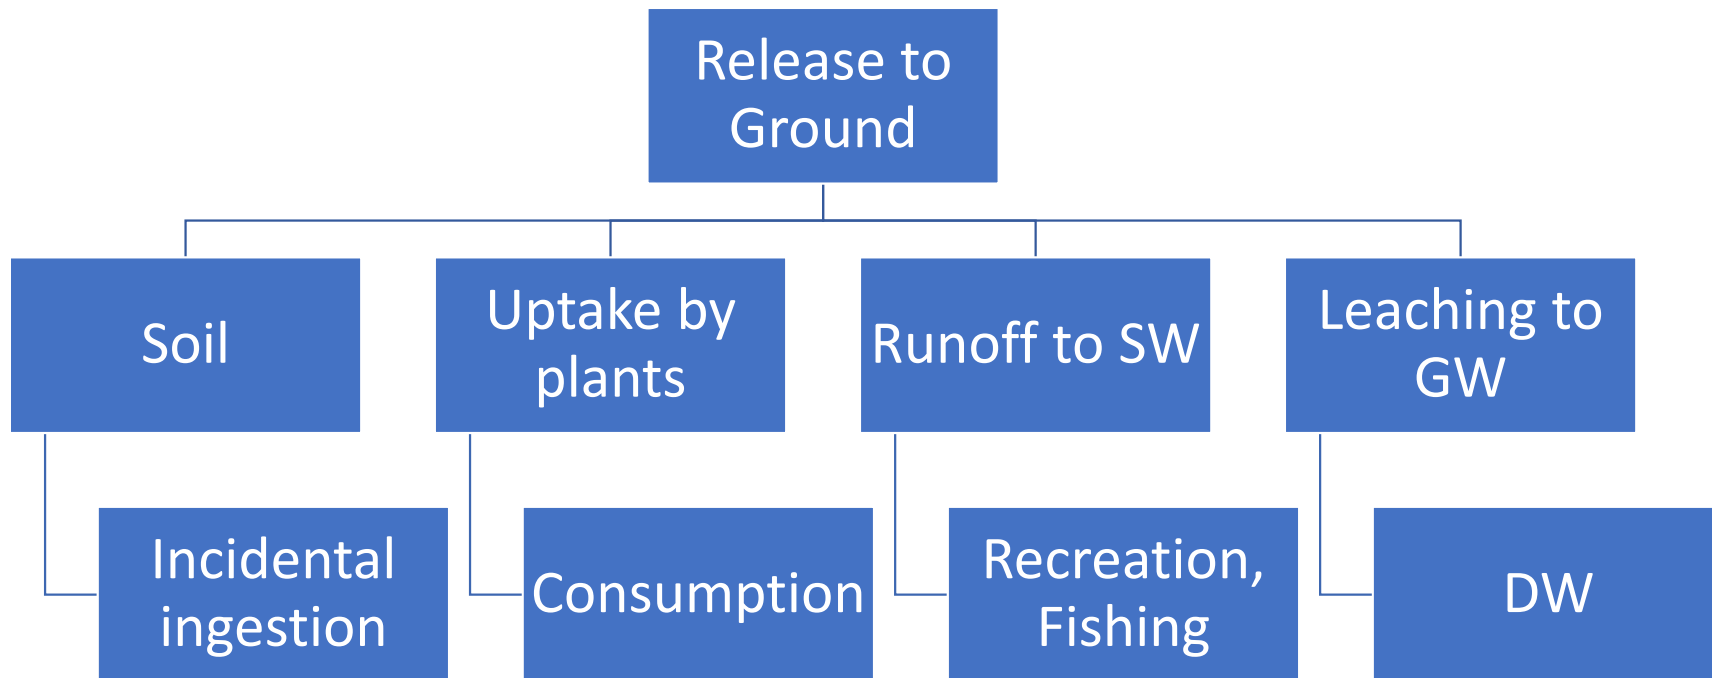 Release to
Ground
Soil
Uptake by
plants
Runoff to SW
Leaching to
GW
Incidental
ingestion
Consumption
Recreation,
Fishing
DW